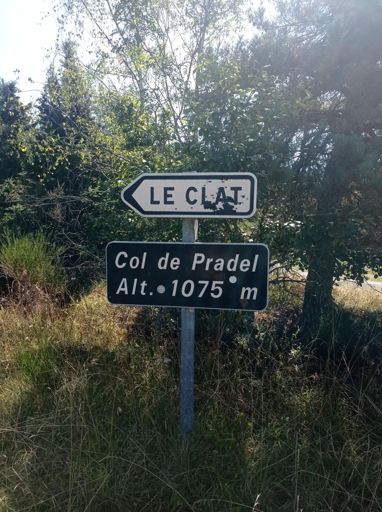 LE CLAT
Col de Pradel
Alt. 1075 m